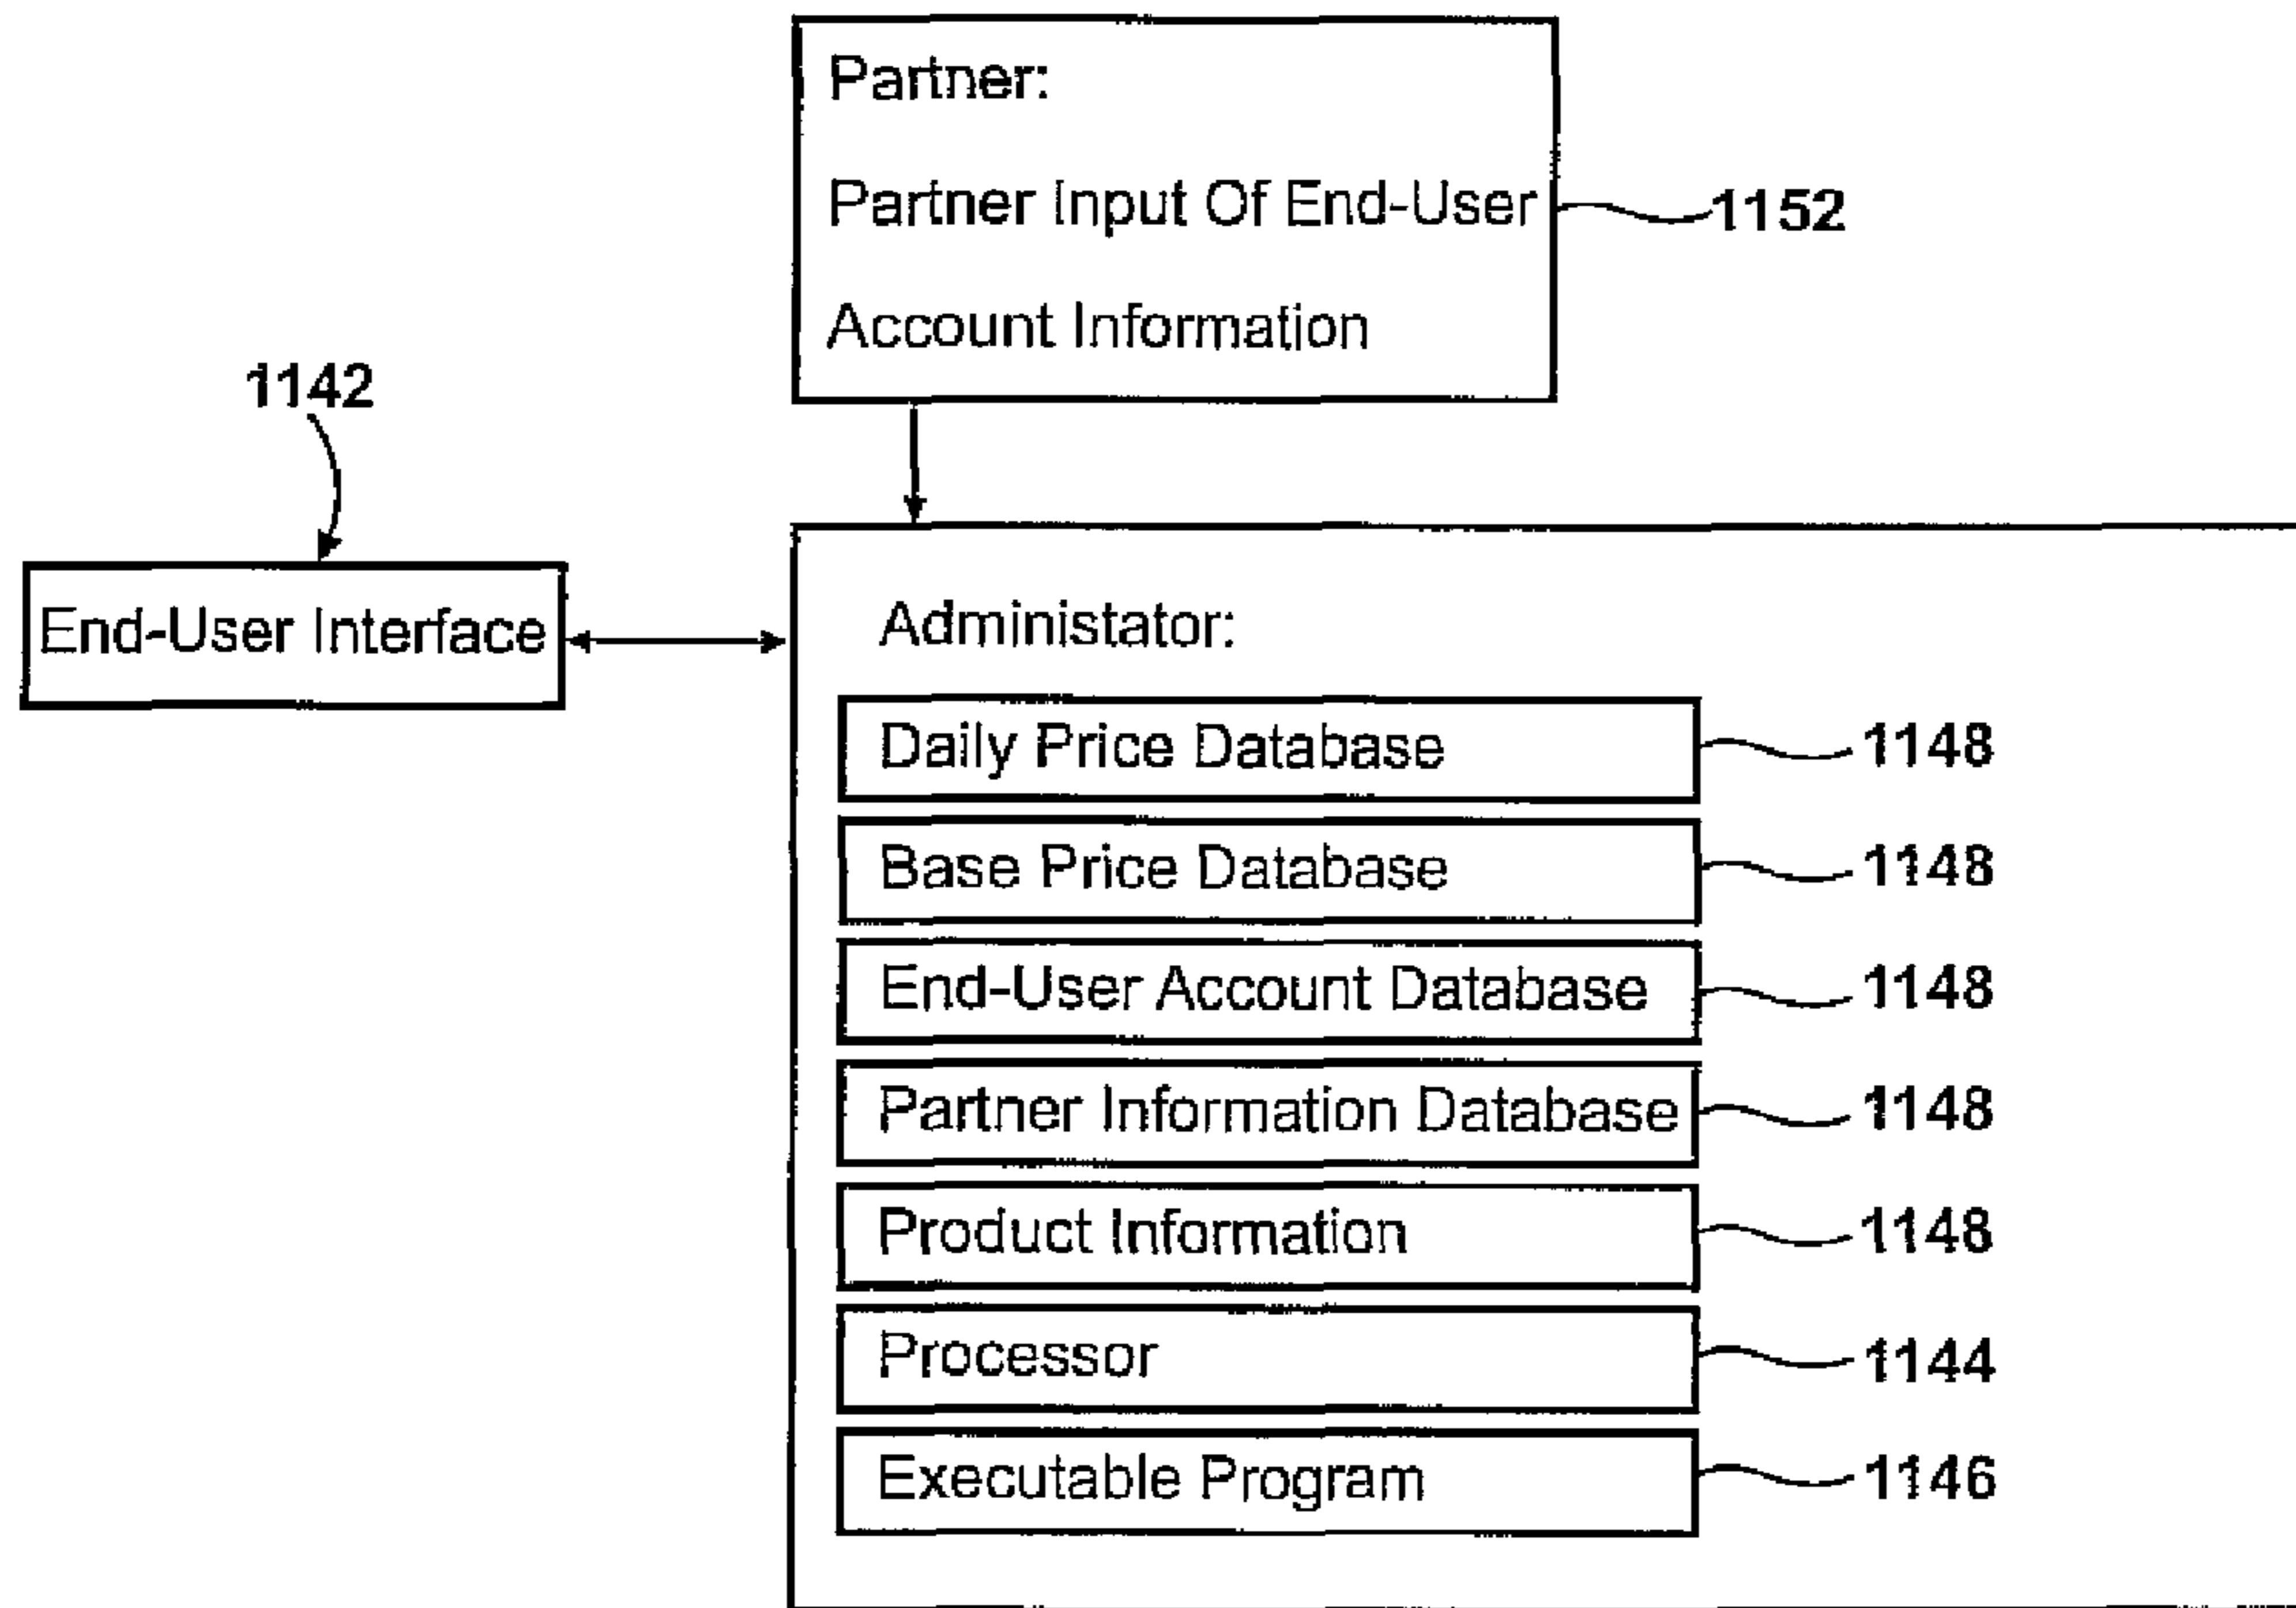 Partner:
Partner Input Of End-User
1152
Account Information
1142
End-User Interface
Administator:
Daily Price Database
1148
Base Price Database
1148
End-User Account Database
1148
Partner Information Database
1148
Product Information
1148
Processor
1144
Executable Program
1146